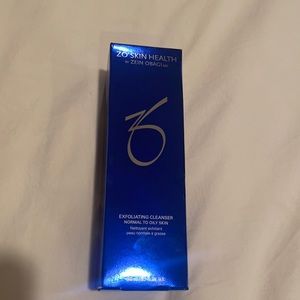 ZO SKIN HEALTH
BY ZEIN OBAGI MD
EXFOLIATING CLEANSER
NORMAL TO OILY SKIN
Nettoyant exfoliant
peau normale à grasse